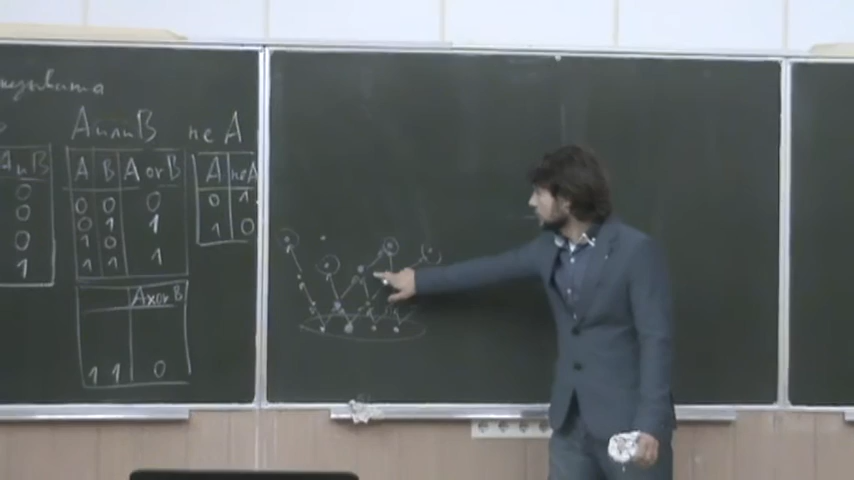 A или B
не A
A и B
0
0
0
1
A B A or B
0 0 0
0 1 1
1 0
1 1 1
A не A
0 1
1 0
A xor B
1 1 0